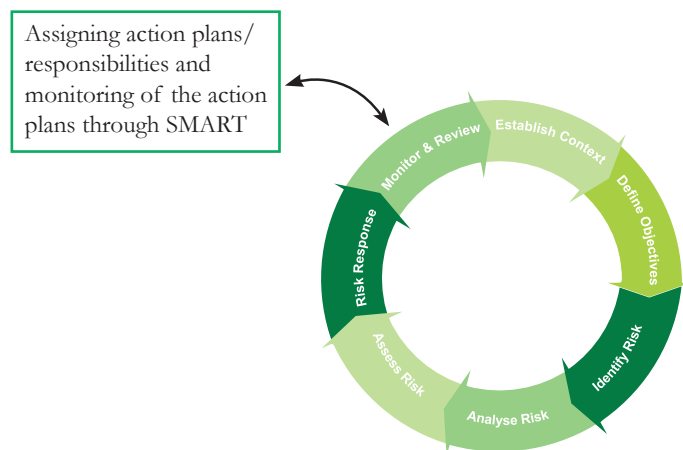 Assigning action plans/
responsibilities and
monitoring of the action
plans through SMART
Establish Context
Define Objectives
Identify Risk
Analyse Risk
Assess Risk
Risk Response
Monitor & Review